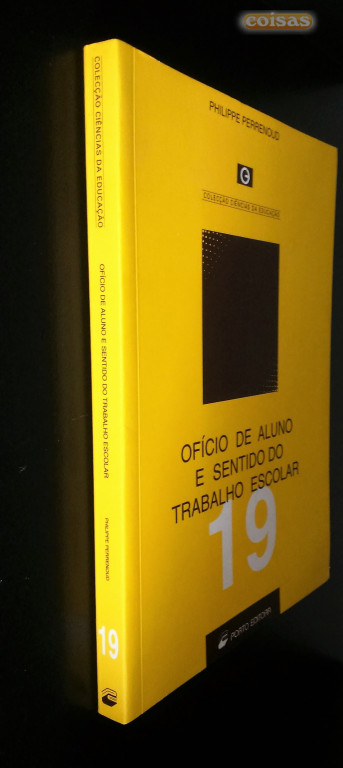 coisas
COLECÇÃO CIÊNCIAS DA EDUCAÇÃO
OFÍCIO DE ALUNO E SENTIDO DO TRABALHO ESCOLAR
PHILIPPE PERRENOUD
19
PHILIPPE PERRENOUD
COLECÇÃO CIÊNCIAS DA EDUCAÇÃO
OFÍCIO DE ALUNO
E SENTIDO DO
TRABALHO ESCOLAR
19
PORTO EDITORA